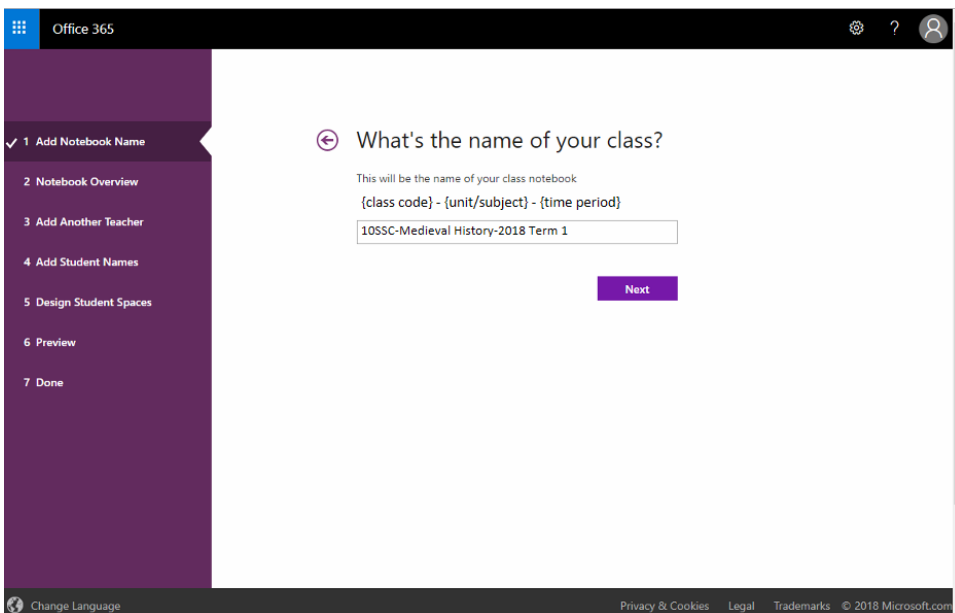 Office 365
?
1 Add Notebook Name
2 Notebook Overview
3 Add Another Teacher
4 Add Student Names
5 Design Student Spaces
6 Preview
7 Done
What's the name of your class?
This will be the name of your class notebook
{class code} - {unit/subject} - {time period}
10SSC-Medieval History-2018 Term 1
Next
Change Language
Privacy & Cookies Legal Trademarks © 2018 Microsoft.com